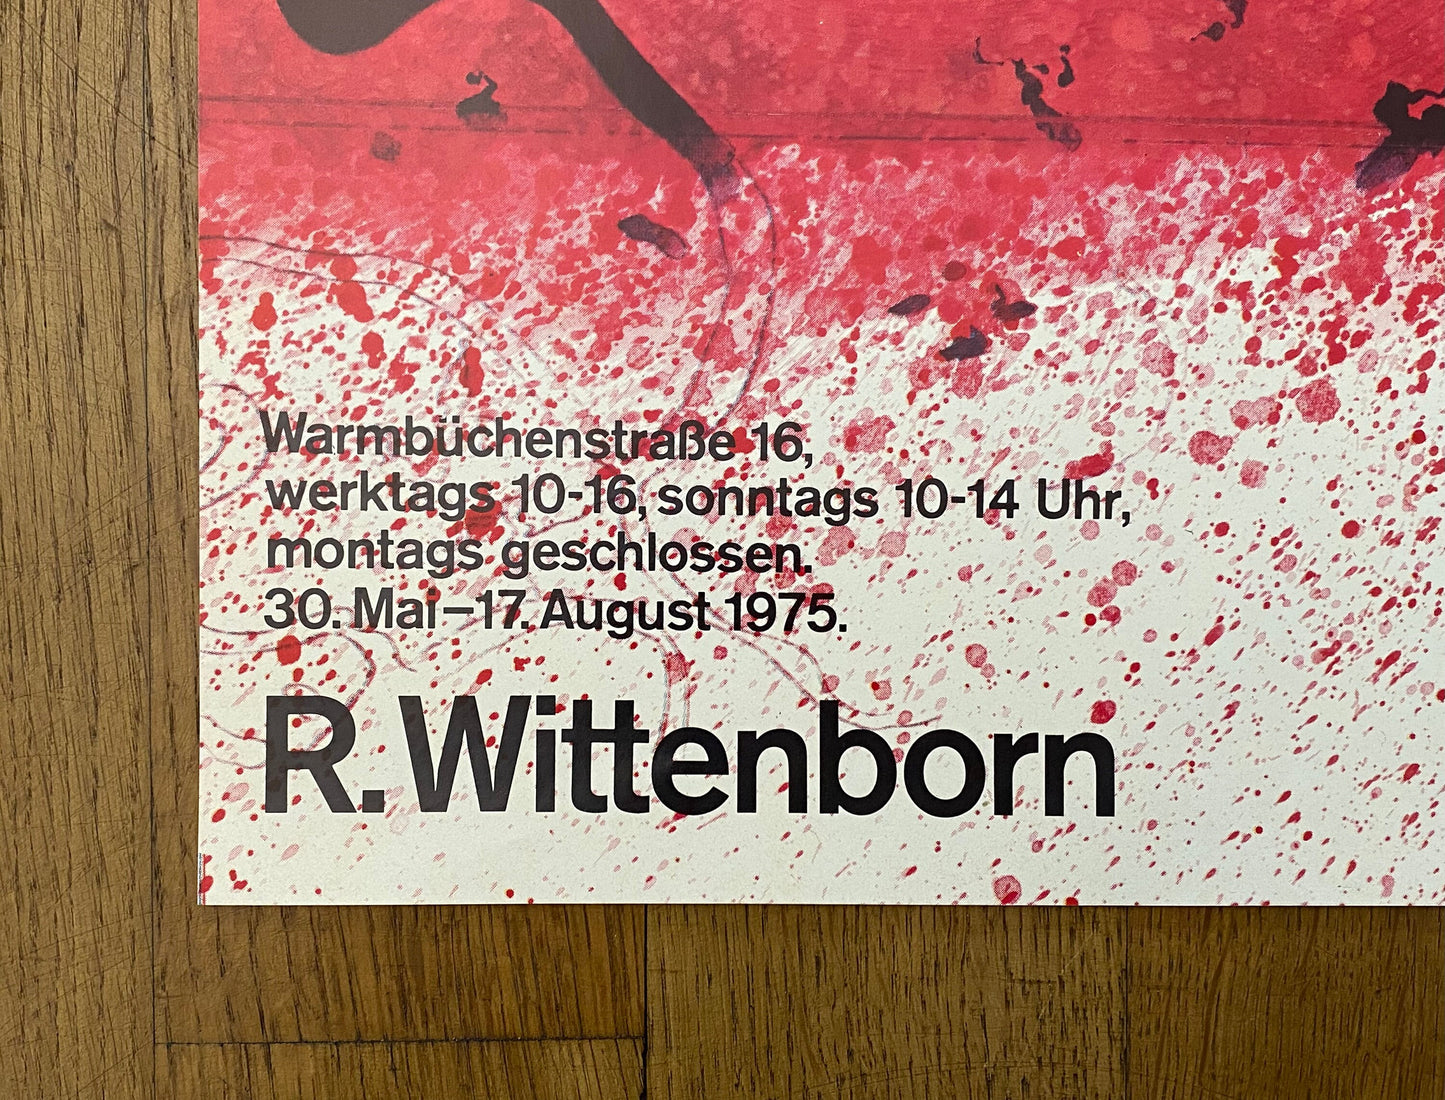 Warmbüchenstraße 16,
werktags 10-16, sonntags 10-14 Uhr,
montags geschlossen.
30. Mai–17. August 1975.
R. Wittenborn